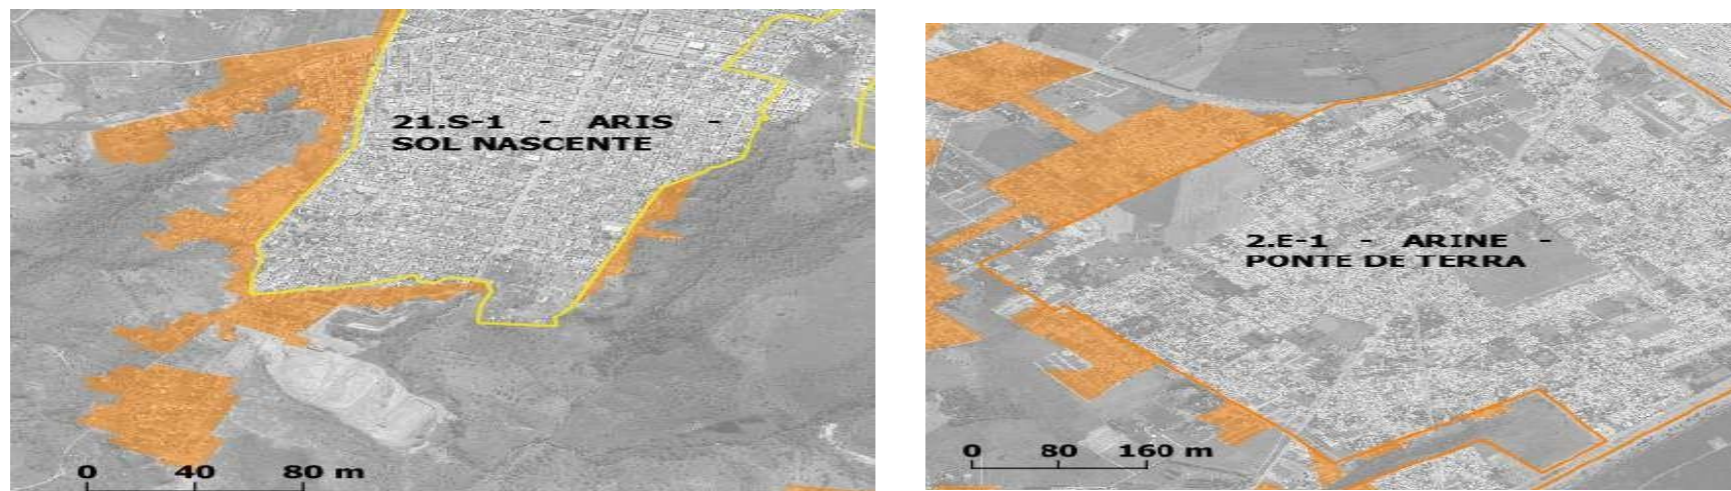 21.S-1 - ARIS -
SOL NASCENTE
0 40 80 m
2.E-1 - ARINE -
PONTE DE TERRA
0 80 160 m